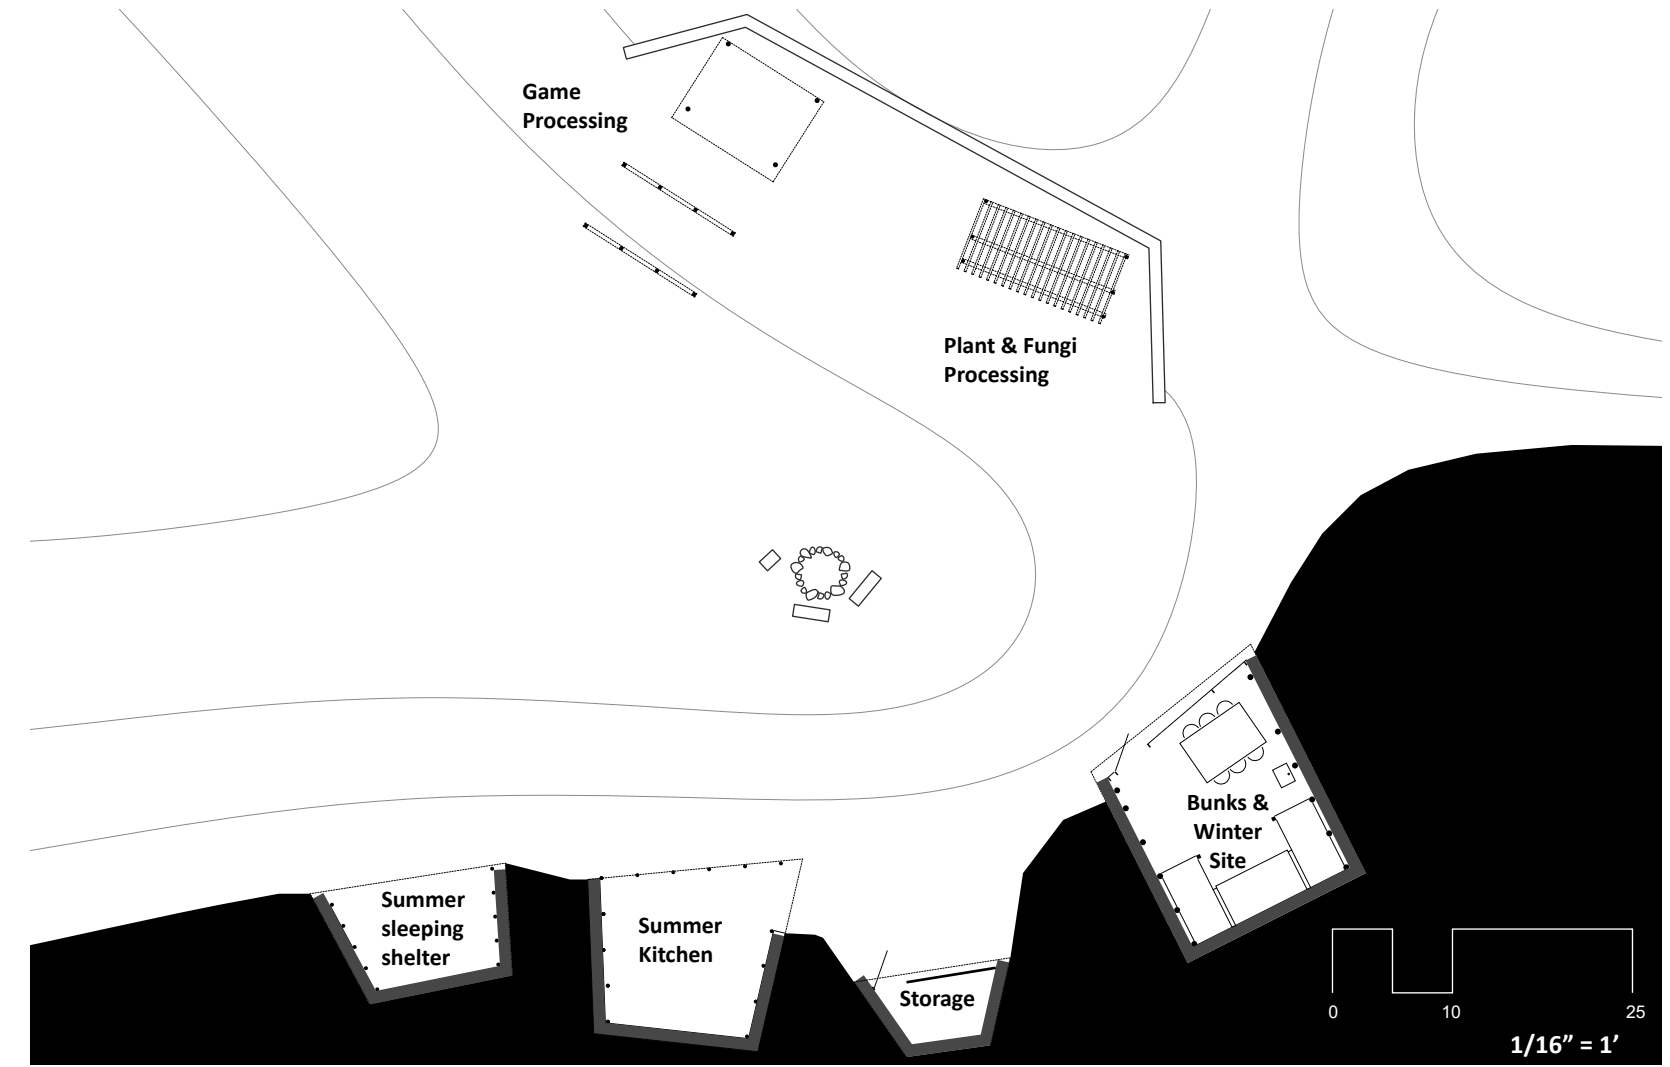 Game
Processing
Plant & Fungi
Processing
Bunks &
Winter
Site
Summer
sleeping
shelter
Summer
Kitchen
Storage
0 10 25
1/16” = 1’